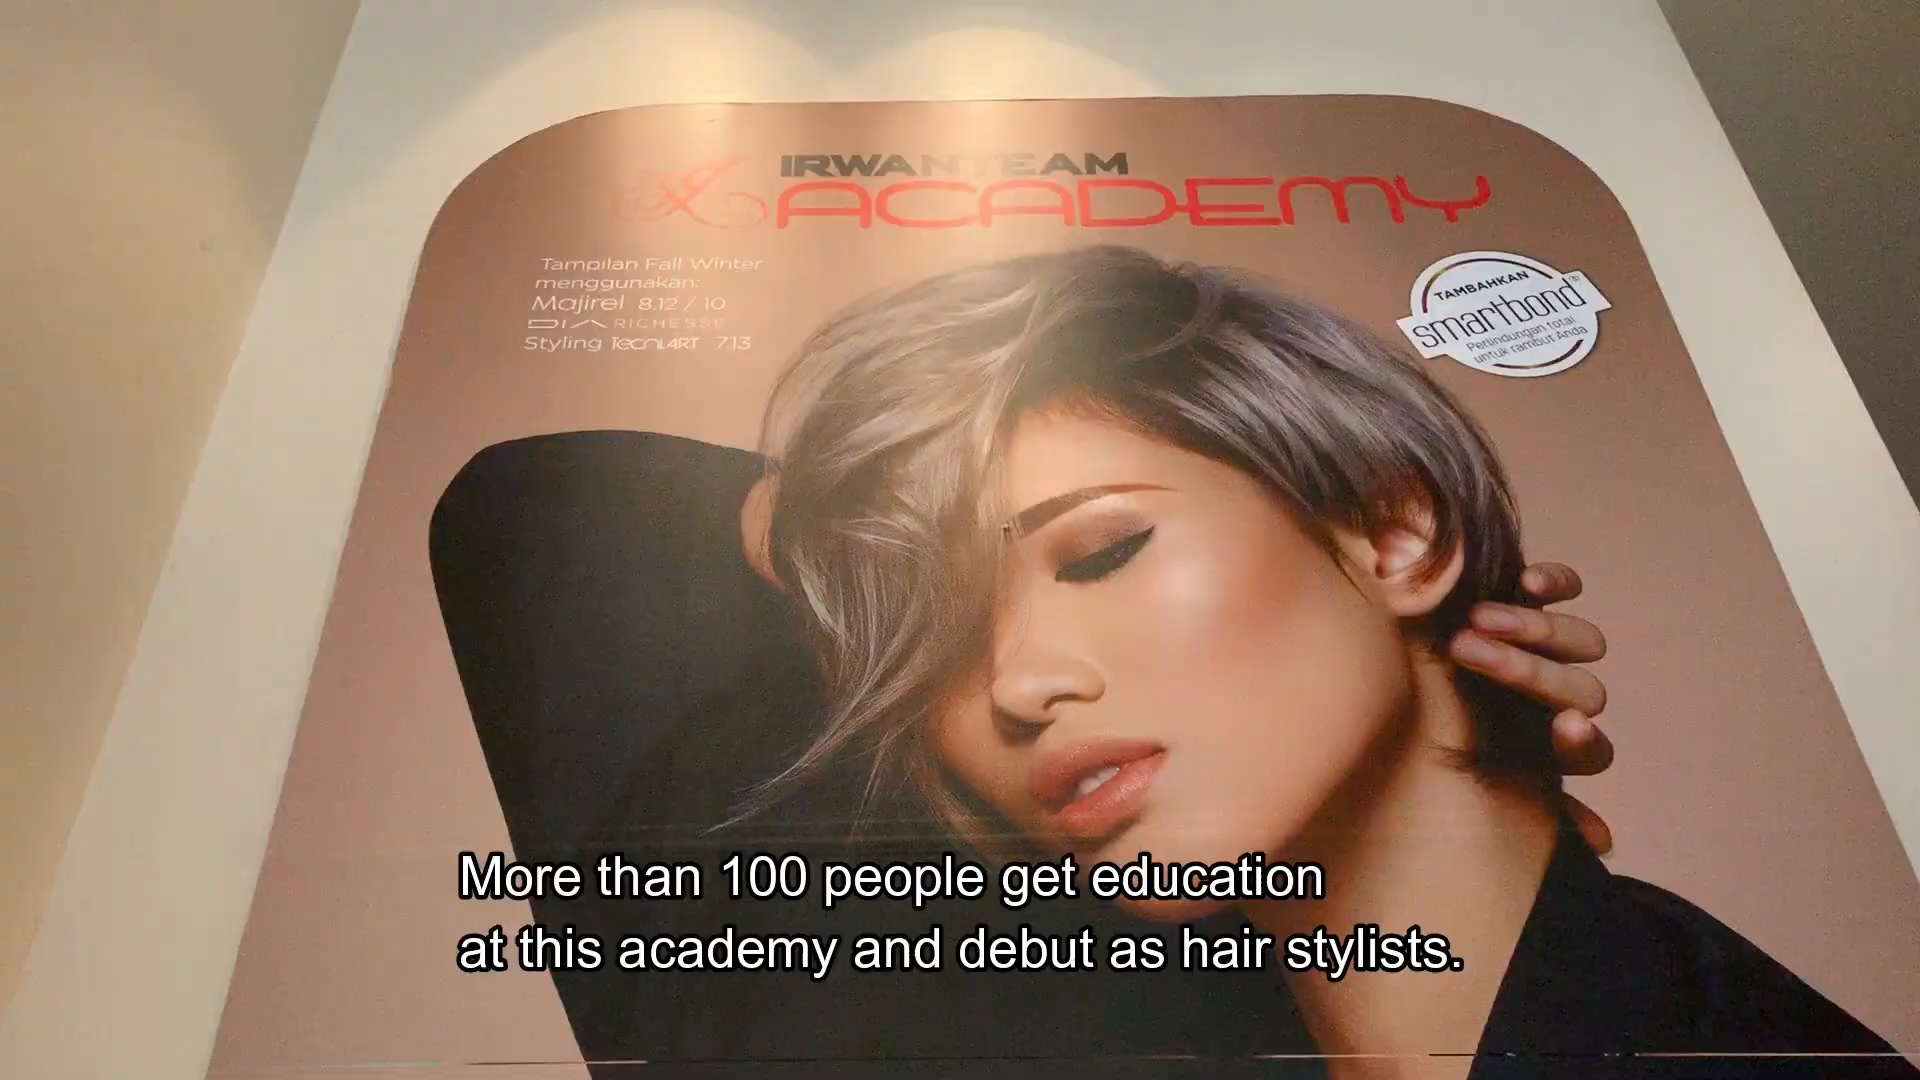 IRWANTEAM
ACADEMY
Tampilan Fall Winter
menggunakan:
Majirel 8.12 / 10
DIA RICHESSE
Styling TECNI.ART 7.13
TAMBAHKAN
smartbond
Perlindungan total
untuk rambut Anda
More than 100 people get education
at this academy and debut as hair stylists.